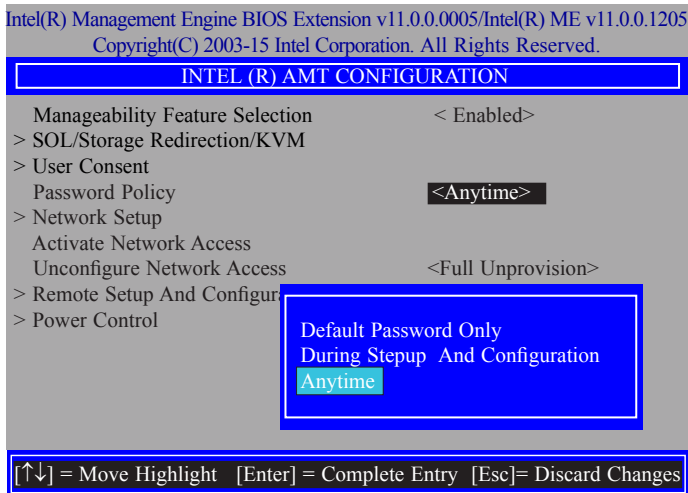 Intel(R) Management Engine BIOS Extension v11.0.0.0005/Intel(R) ME v11.0.0.1205
Copyright(C) 2003-15 Intel Corporation. All Rights Reserved.
INTEL (R) AMT CONFIGURATION
Manageability Feature Selection < Enabled>
> SOL/Storage Redirection/KVM
> User Consent
Password Policy <Anytime>
> Network Setup
Activate Network Access
Unconfigure Network Access <Full Unprovision>
> Remote Setup And Configura
> Power Control
Default Password Only
During Stepup And Configuration
Anytime
[↑↓] = Move Highlight [Enter] = Complete Entry [Esc]= Discard Changes